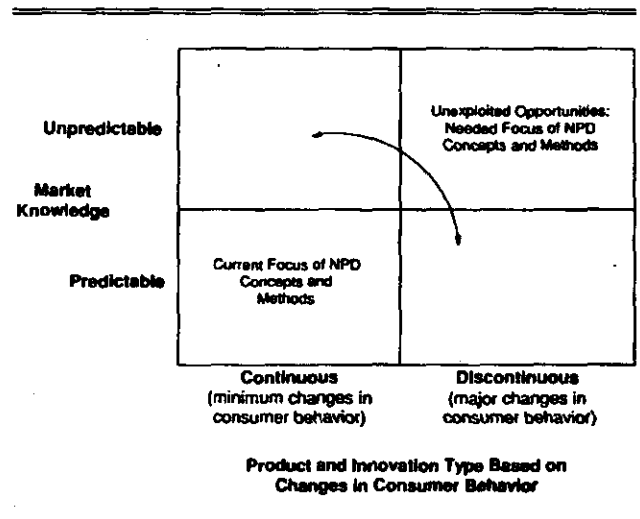 Unexploited Opportunities:
Needed Focus of NPD
Concepts and Methods
Unpredictable
Market
Knowledge
Predictable
Current Focus of NPD
Concepts and
Methods
Continuous
(minimum changes in
consumer behavior)
Discontinuous
(major changes in
consumer behavior)
Product and Innovation Type Based on
Changes in Consumer Behavior